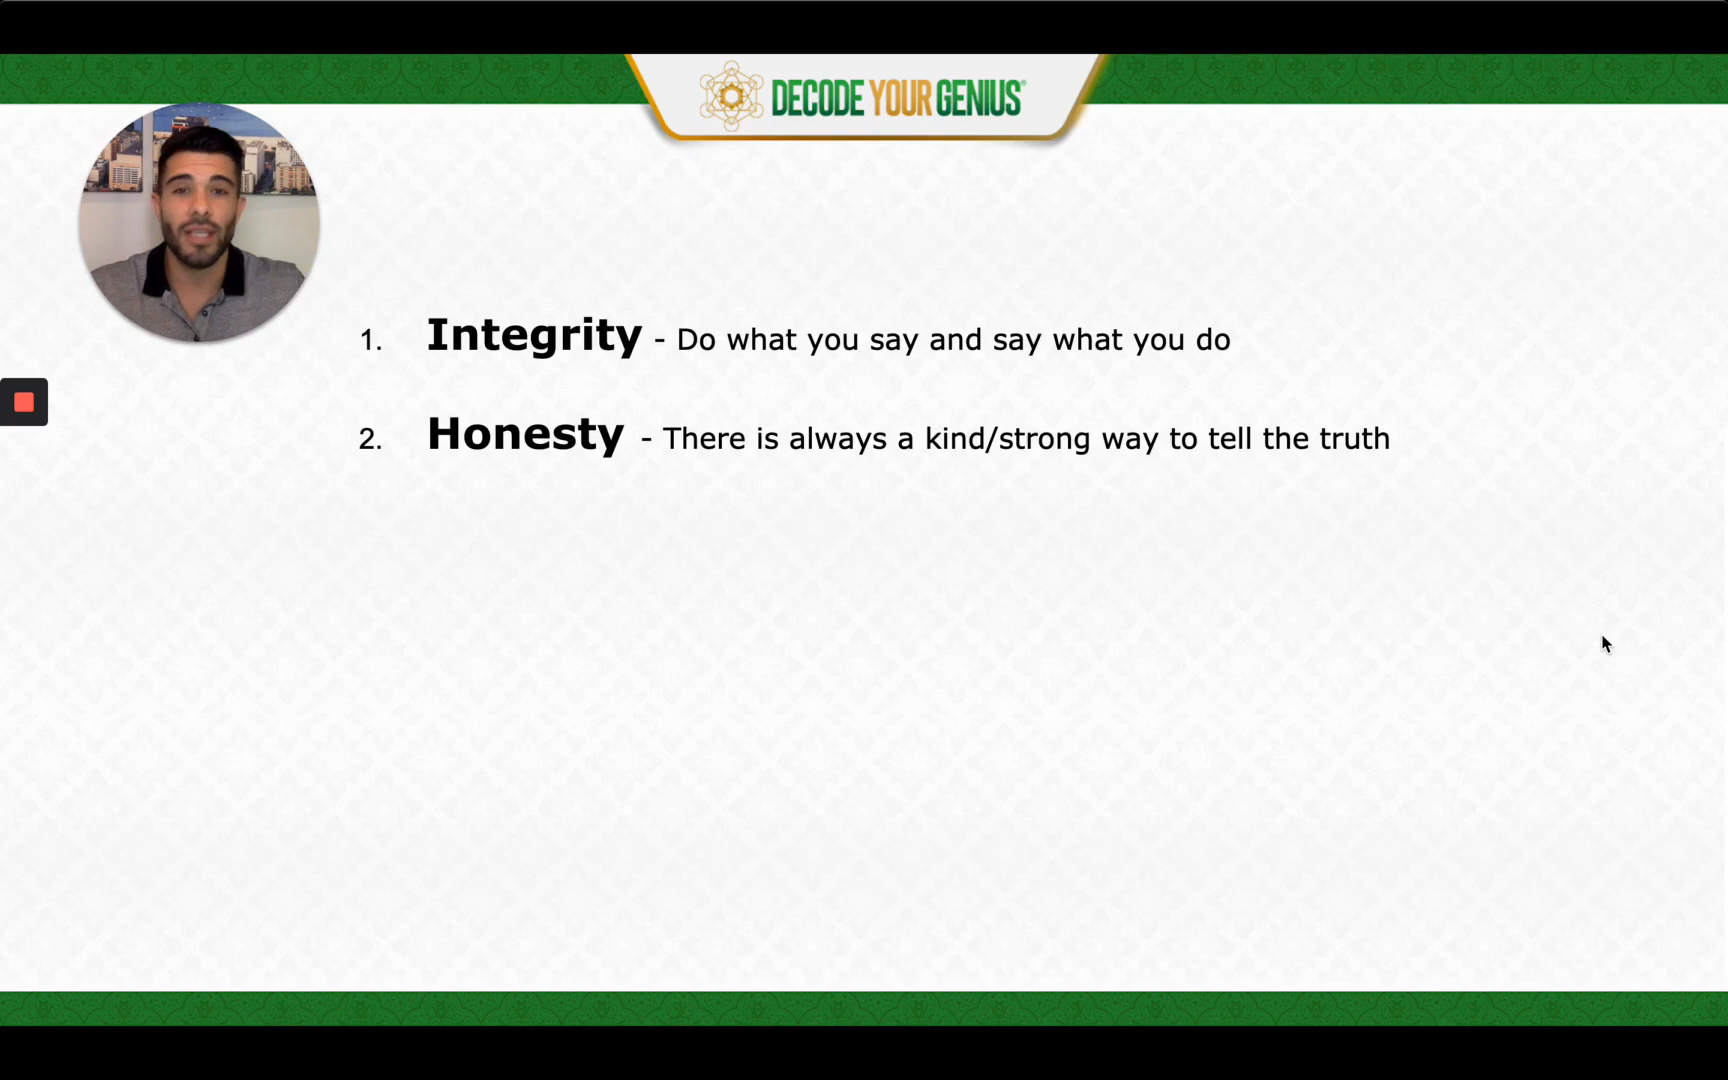 DECODE YOUR GENIUS®
1. Integrity - Do what you say and say what you do
2. Honesty - There is always a kind/strong way to tell the truth